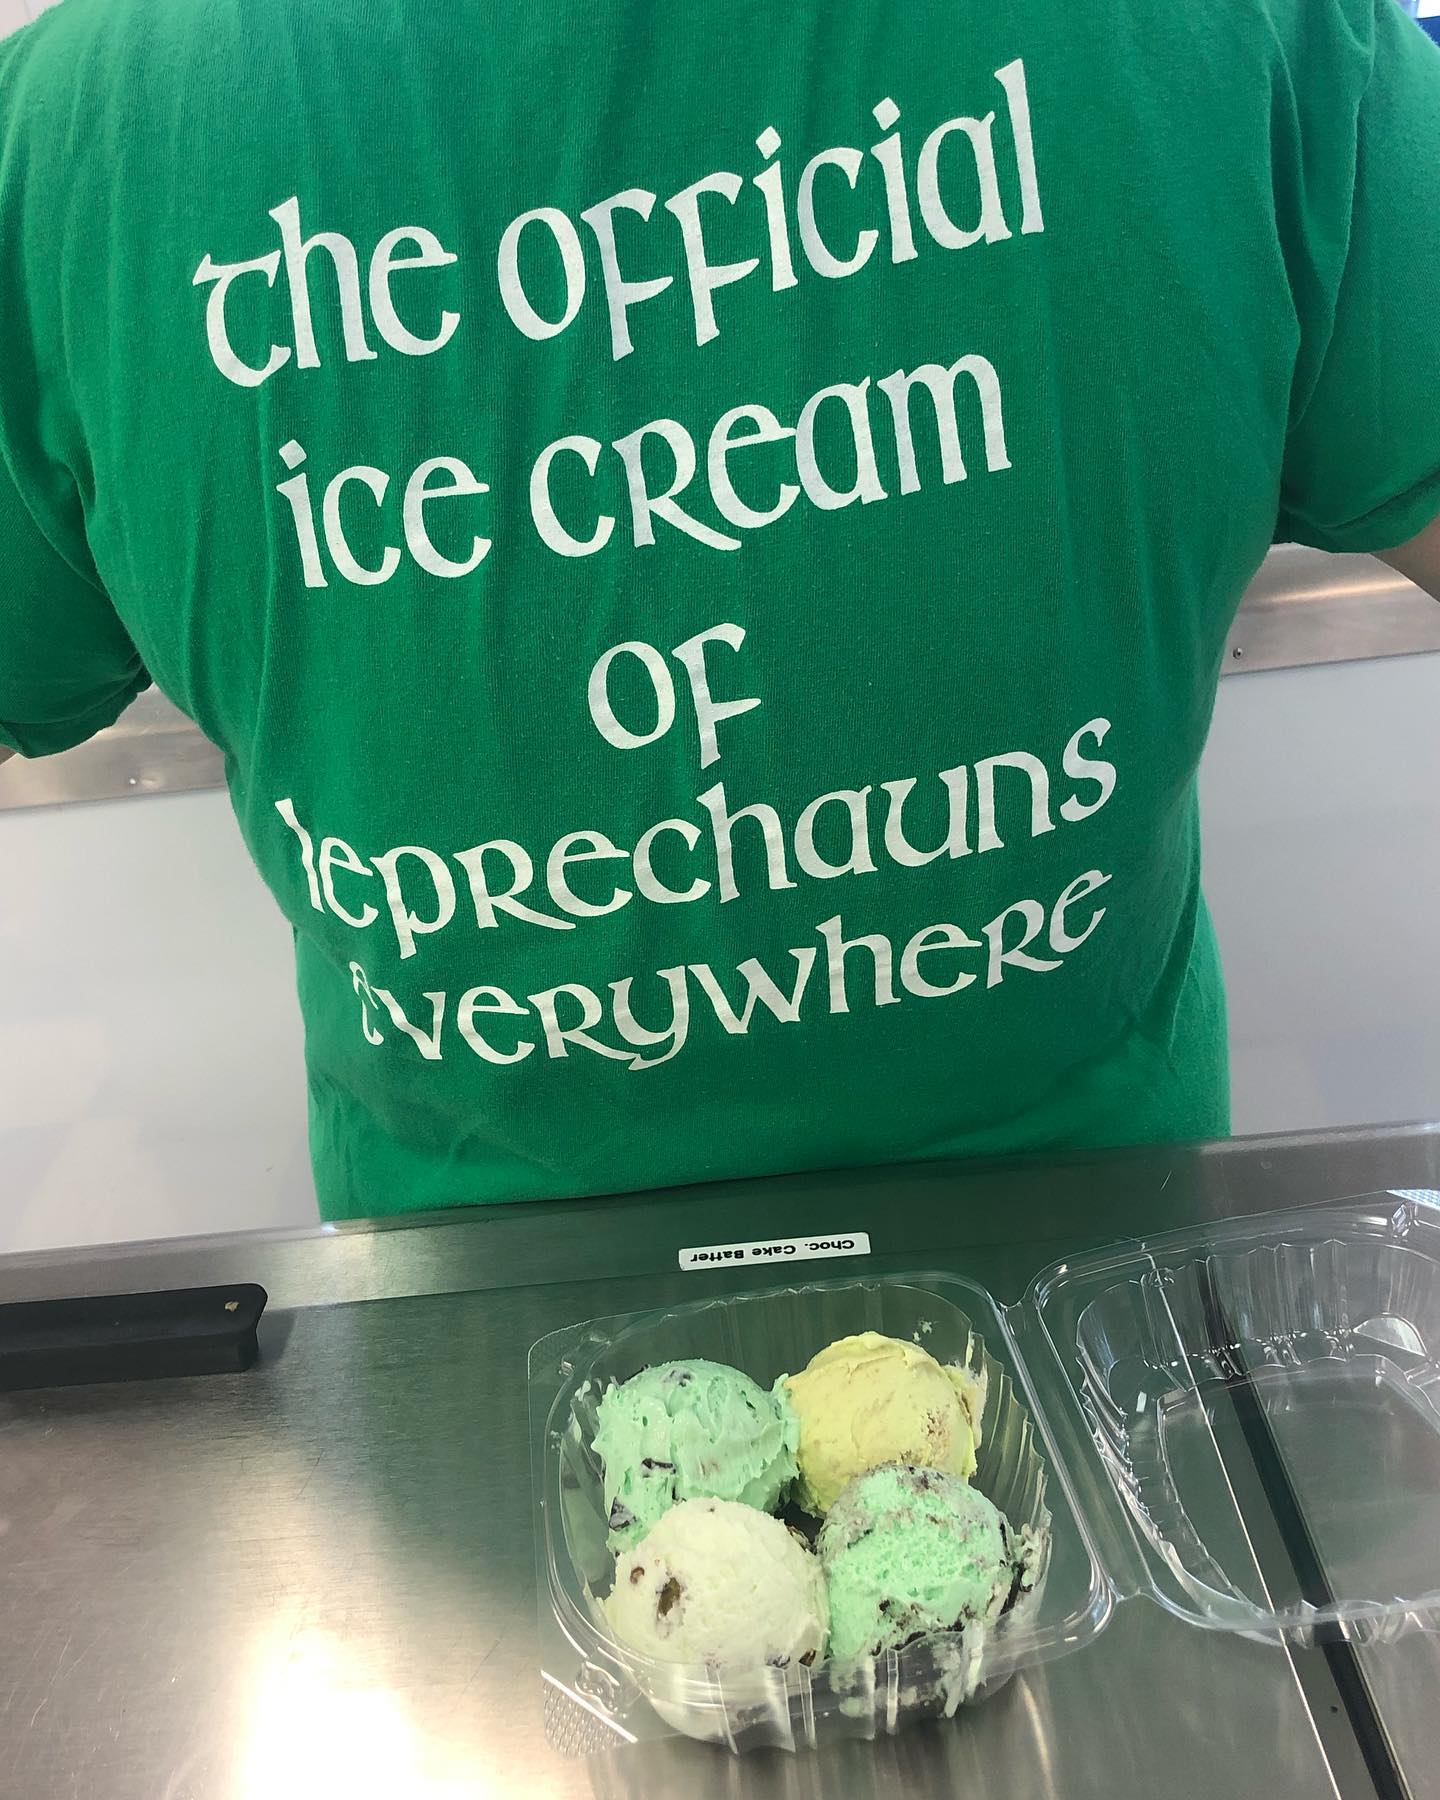 the official
ice cream
of
leprechauns
everywhere
Choc. Cake Batter